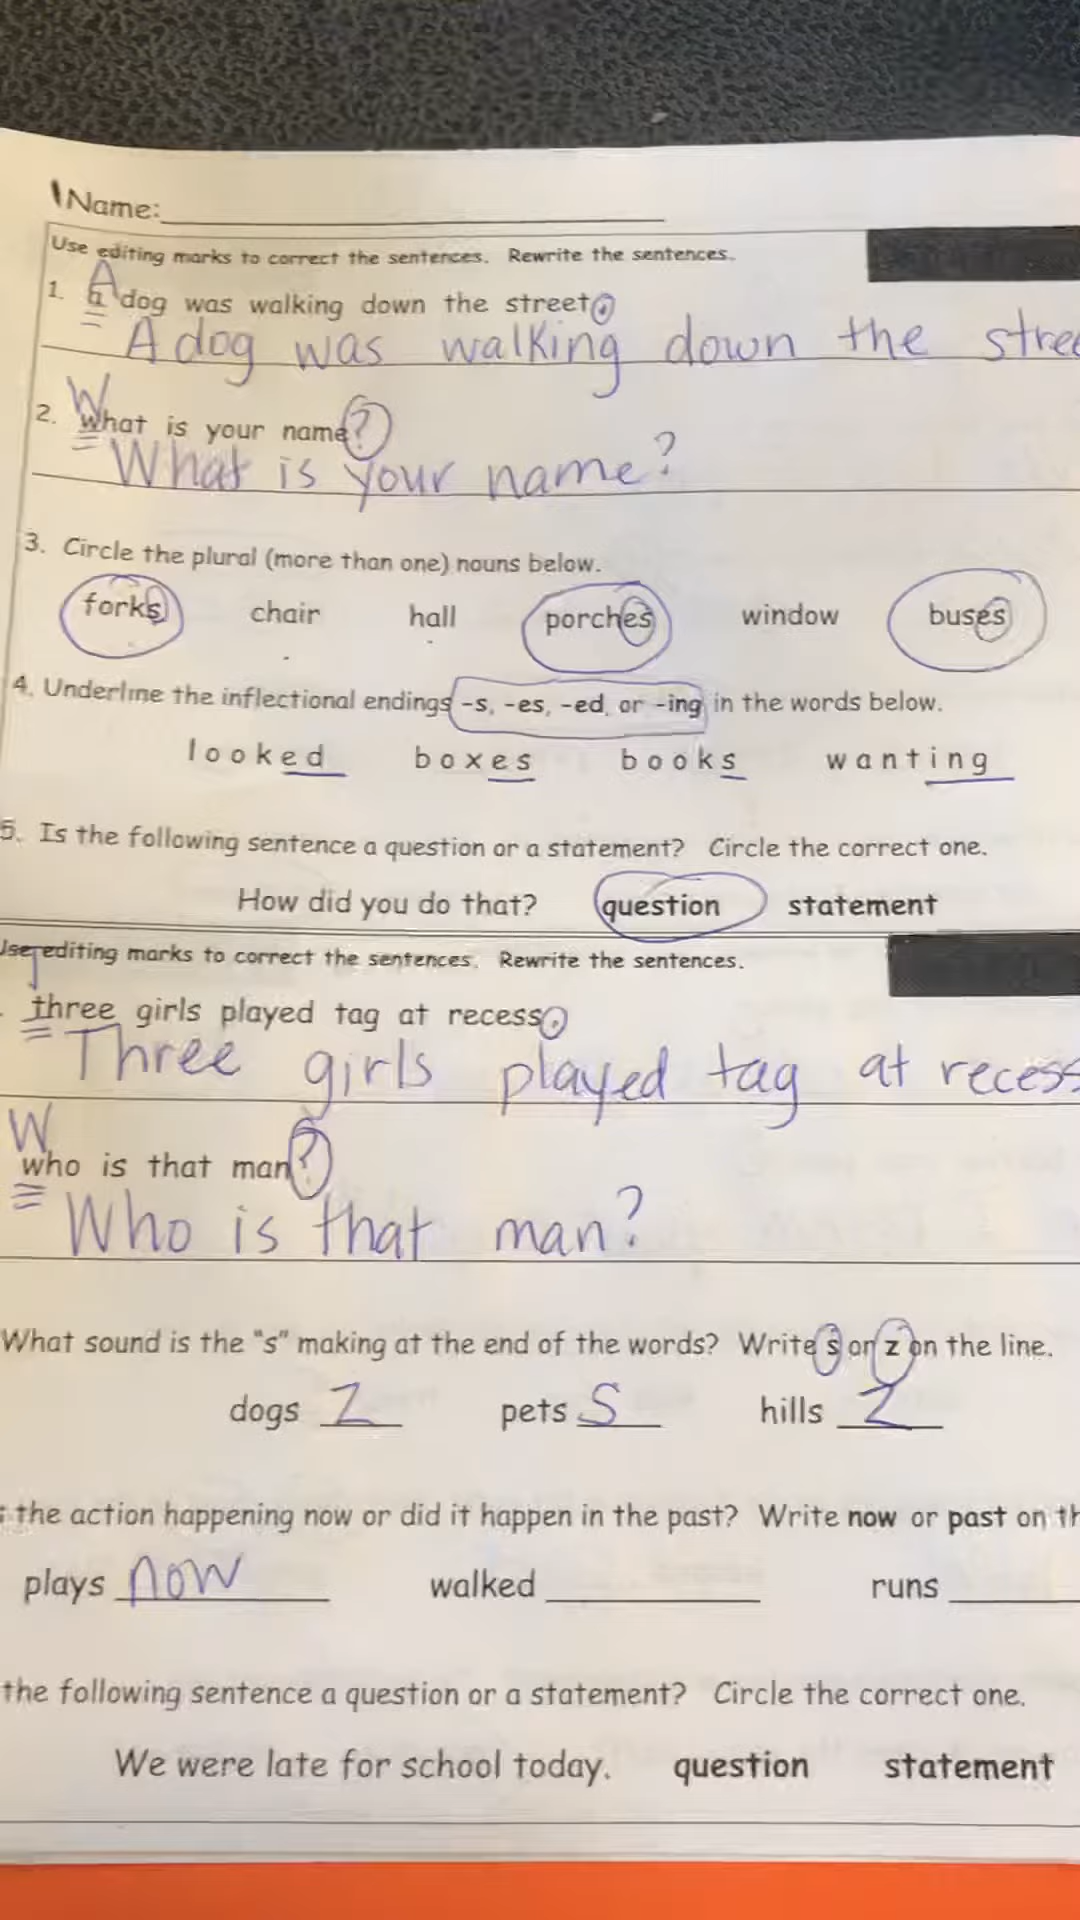 Name:
Use editing marks to correct the sentences. Rewrite the sentences.
A
1. a dog was walking down the street.
A dog was walking down the stree
W
2. what is your name?
What is your name?
3. Circle the plural (more than one) nouns below.
forks chair hall porches window buses
4. Underline the inflectional endings -s, -es, -ed, or -ing in the words below.
looked boxes books wanting
5. Is the following sentence a question or a statement? Circle the correct one.
How did you do that? question statement
Use editing marks to correct the sentences. Rewrite the sentences.
T
three girls played tag at recess.
Three girls played tag at recess
W
who is that man?
Who is that man?
What sound is the "s" making at the end of the words? Write s or z on the line.
dogs Z pets S hills Z
the action happening now or did it happen in the past? Write now or past on th
plays now walked runs
the following sentence a question or a statement? Circle the correct one.
We were late for school today. question statement